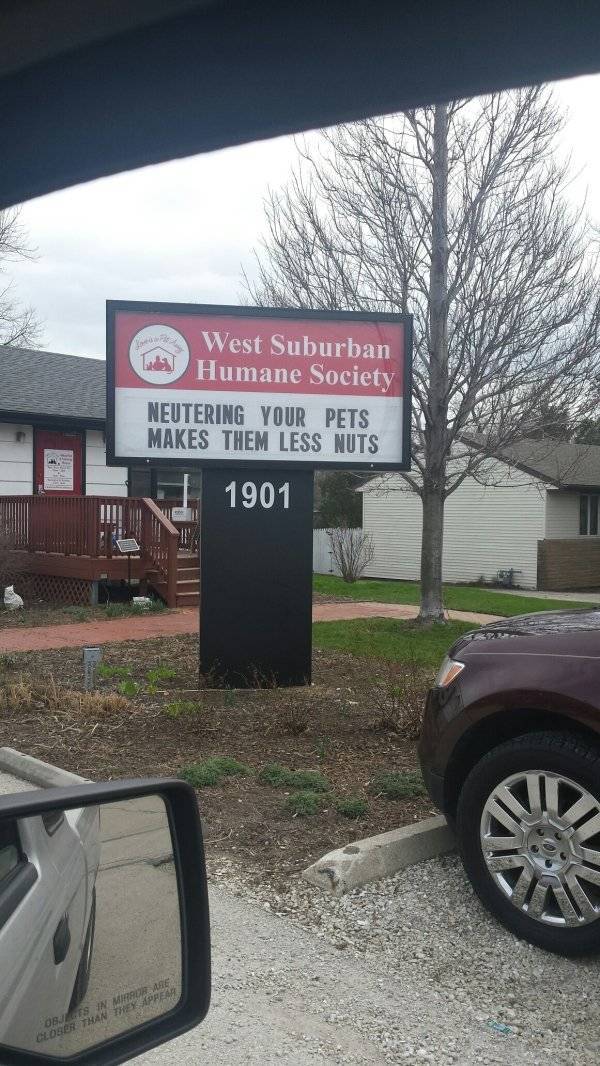 West Suburban
Humane Society
NEUTERING YOUR PETS
MAKES THEM LESS NUTS
1901
OBJECTS IN MIRROR ARE
CLOSER THAN THEY APPEAR